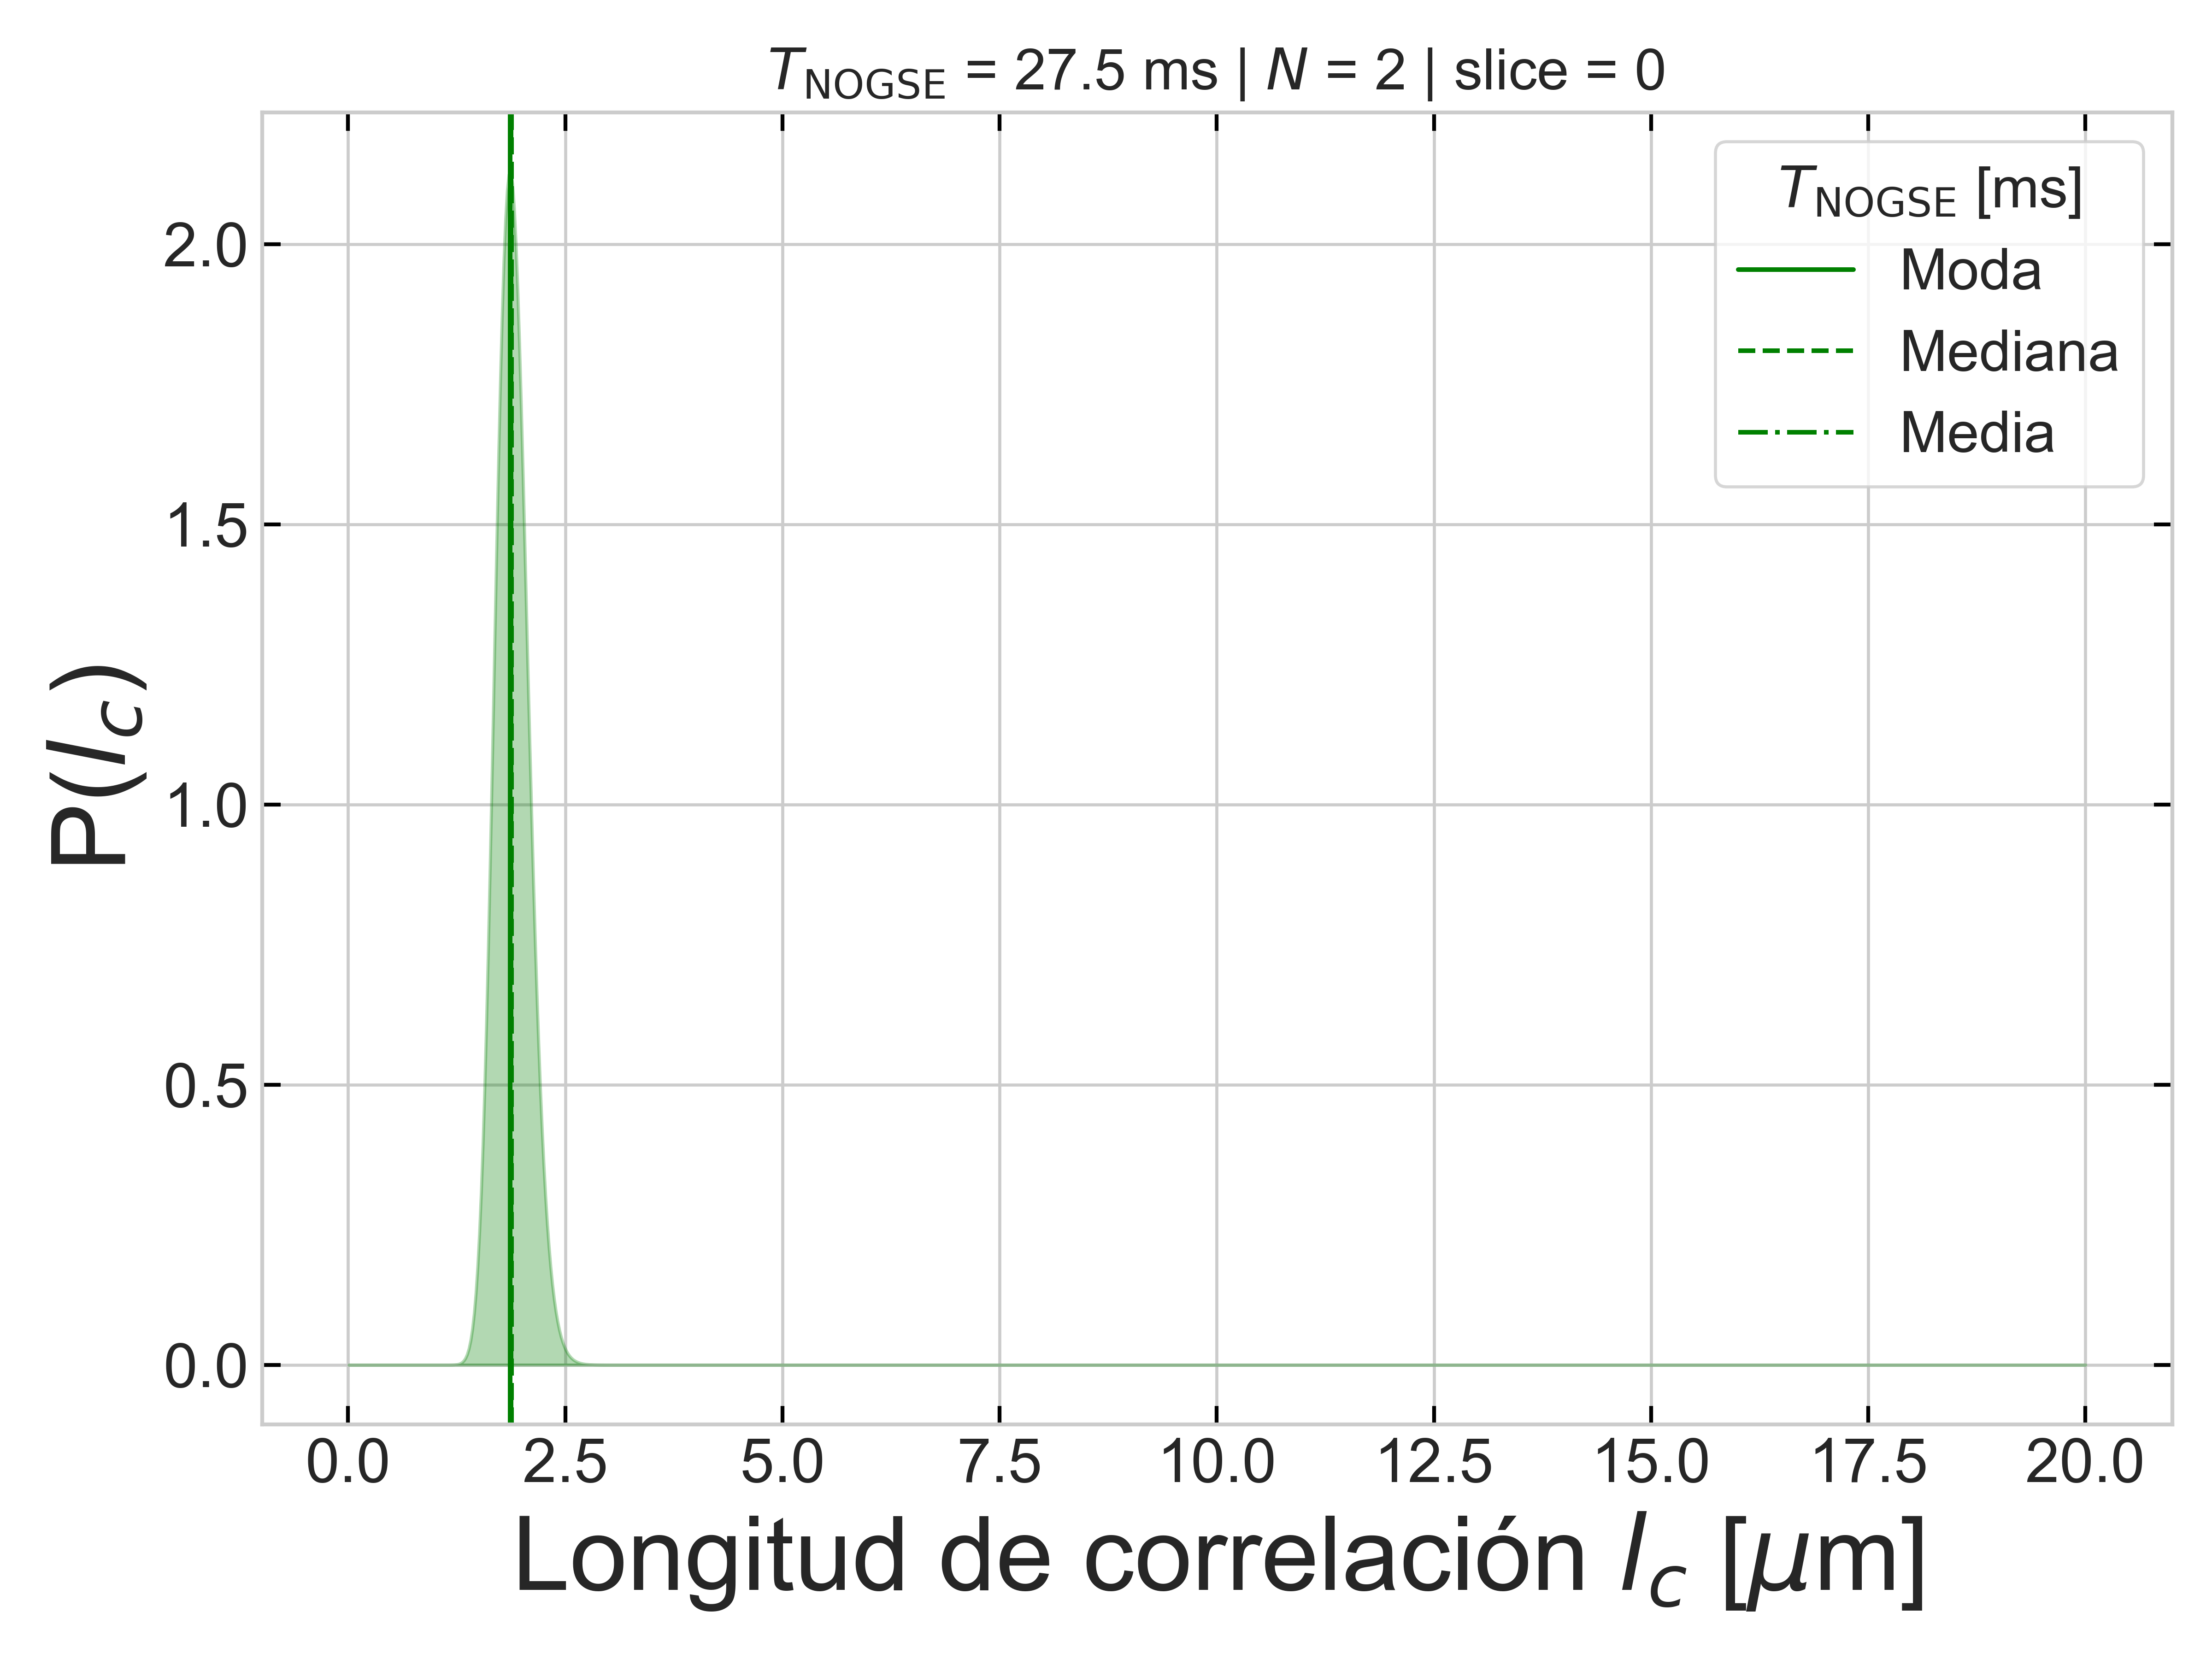 T_NOGSE = 27.5 ms | N = 2 | slice = 0
T_NOGSE [ms]
Moda
Mediana
Media
P(l_c)
2.0
1.5
1.0
0.5
0.0
0.0 2.5 5.0 7.5 10.0 12.5 15.0 17.5 20.0
Longitud de correlación l_c [μm]